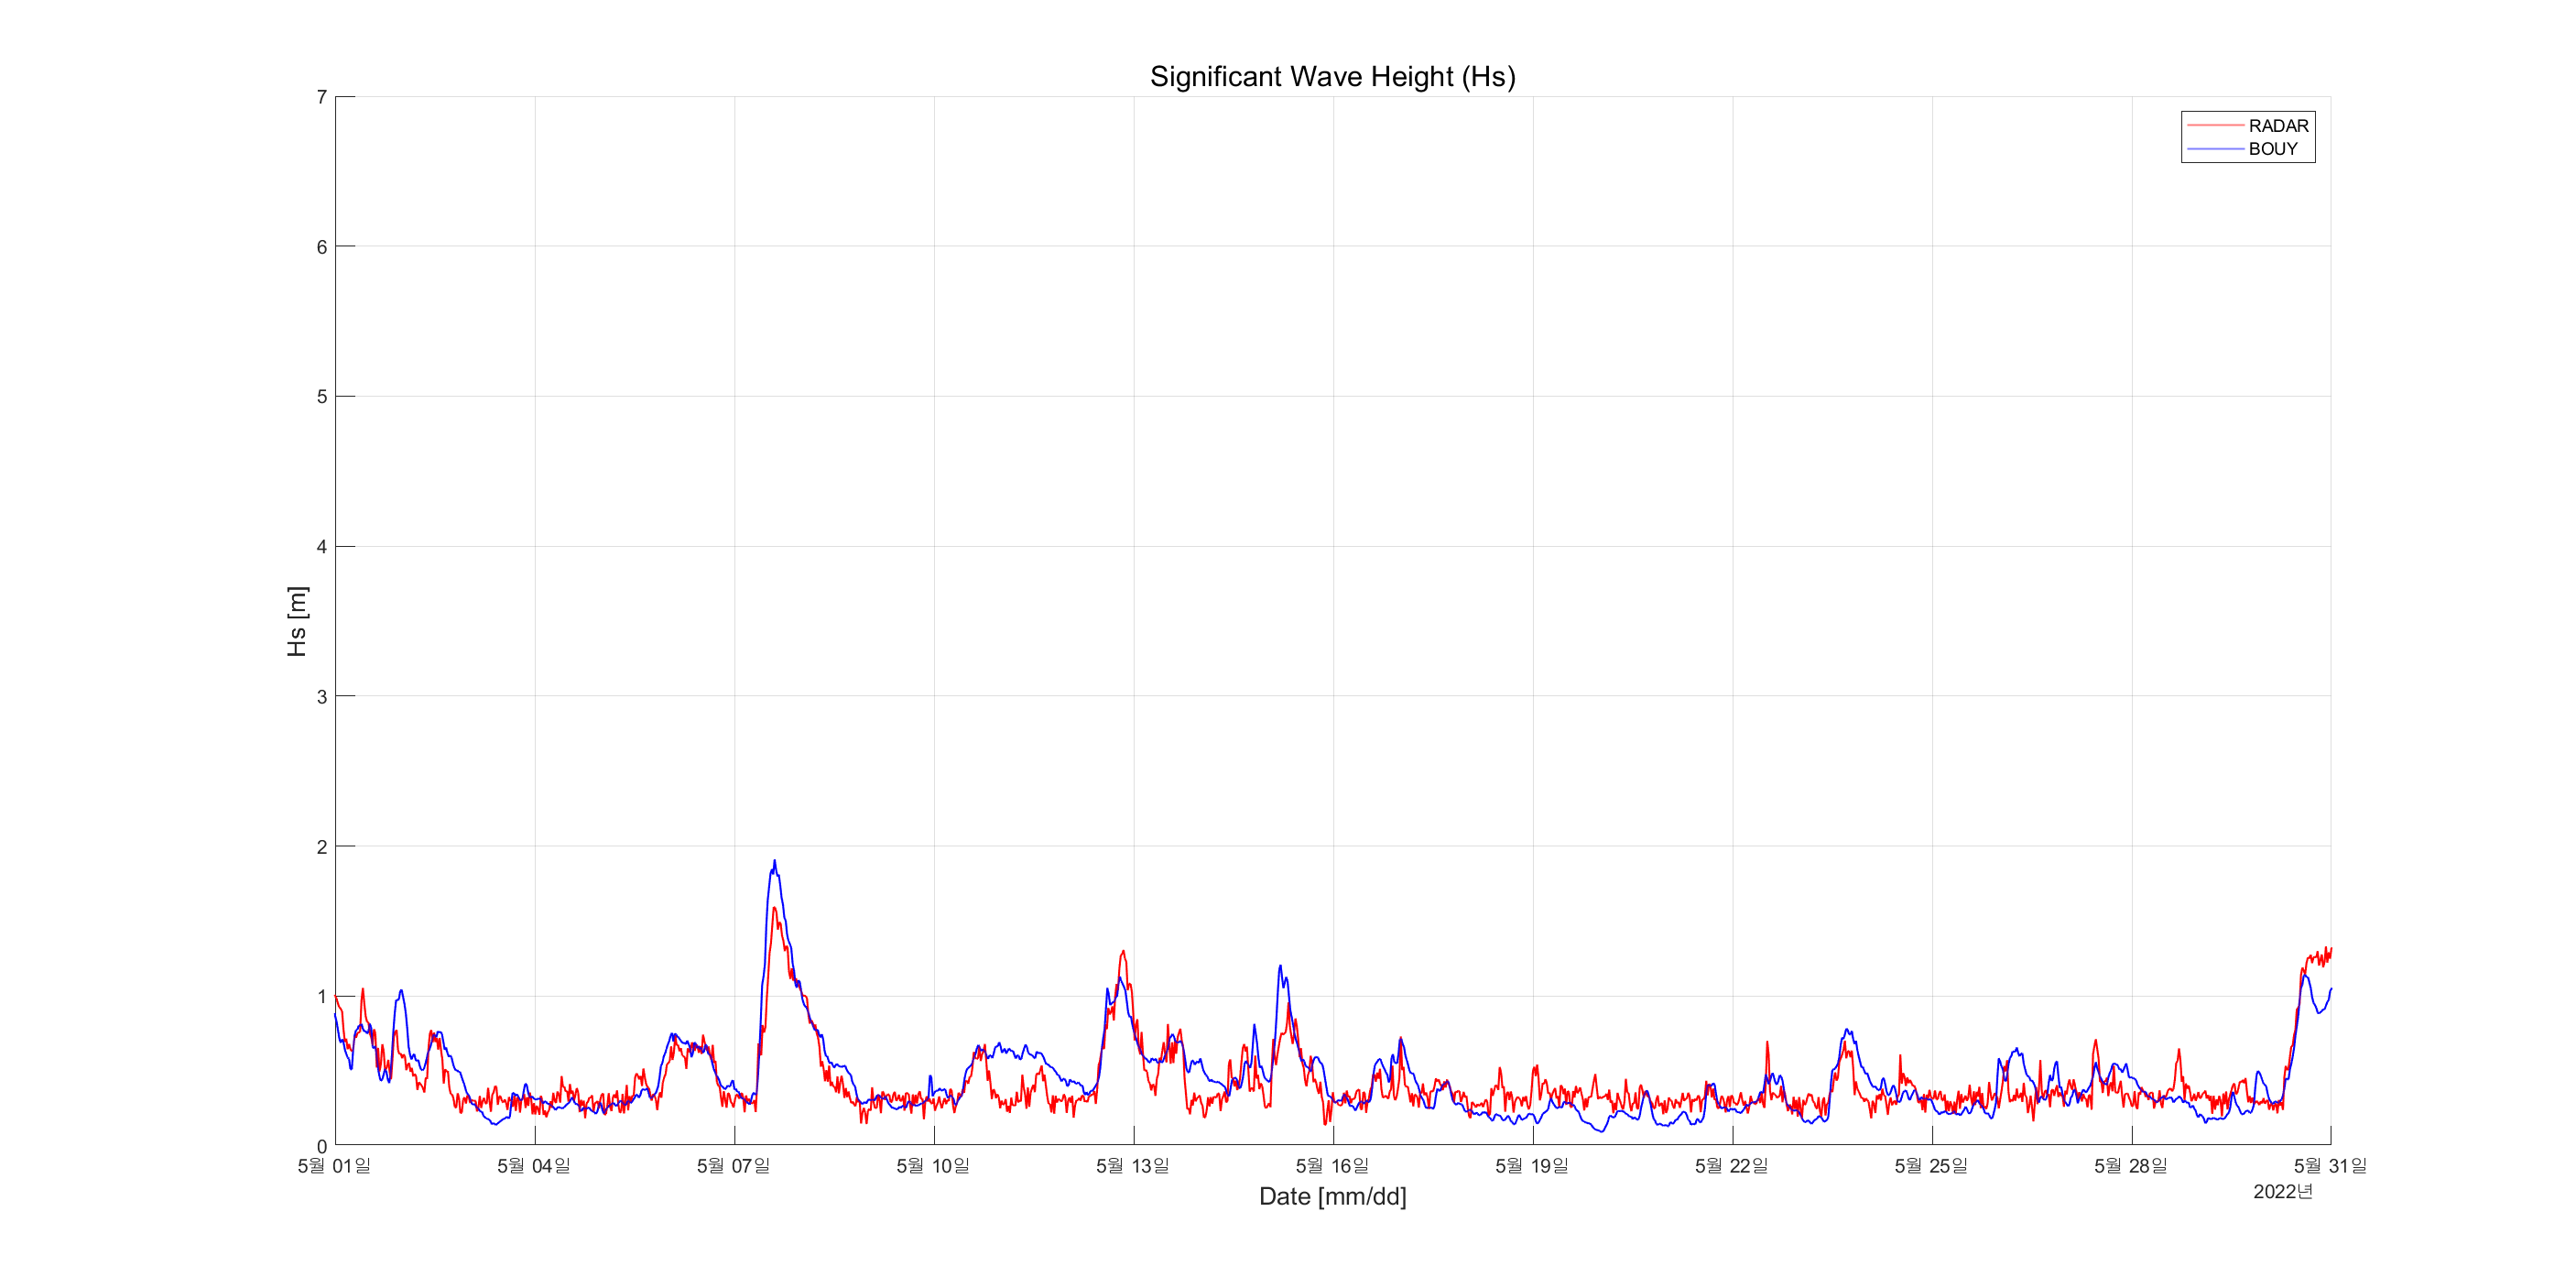 Significant Wave Height (Hs)
RADAR
BOUY
7
6
5
4
3
2
1
0
Hs [m]
5월 01일
5월 04일
5월 07일
5월 10일
5월 13일
5월 16일
5월 19일
5월 22일
5월 25일
5월 28일
5월 31일
2022년
Date [mm/dd]